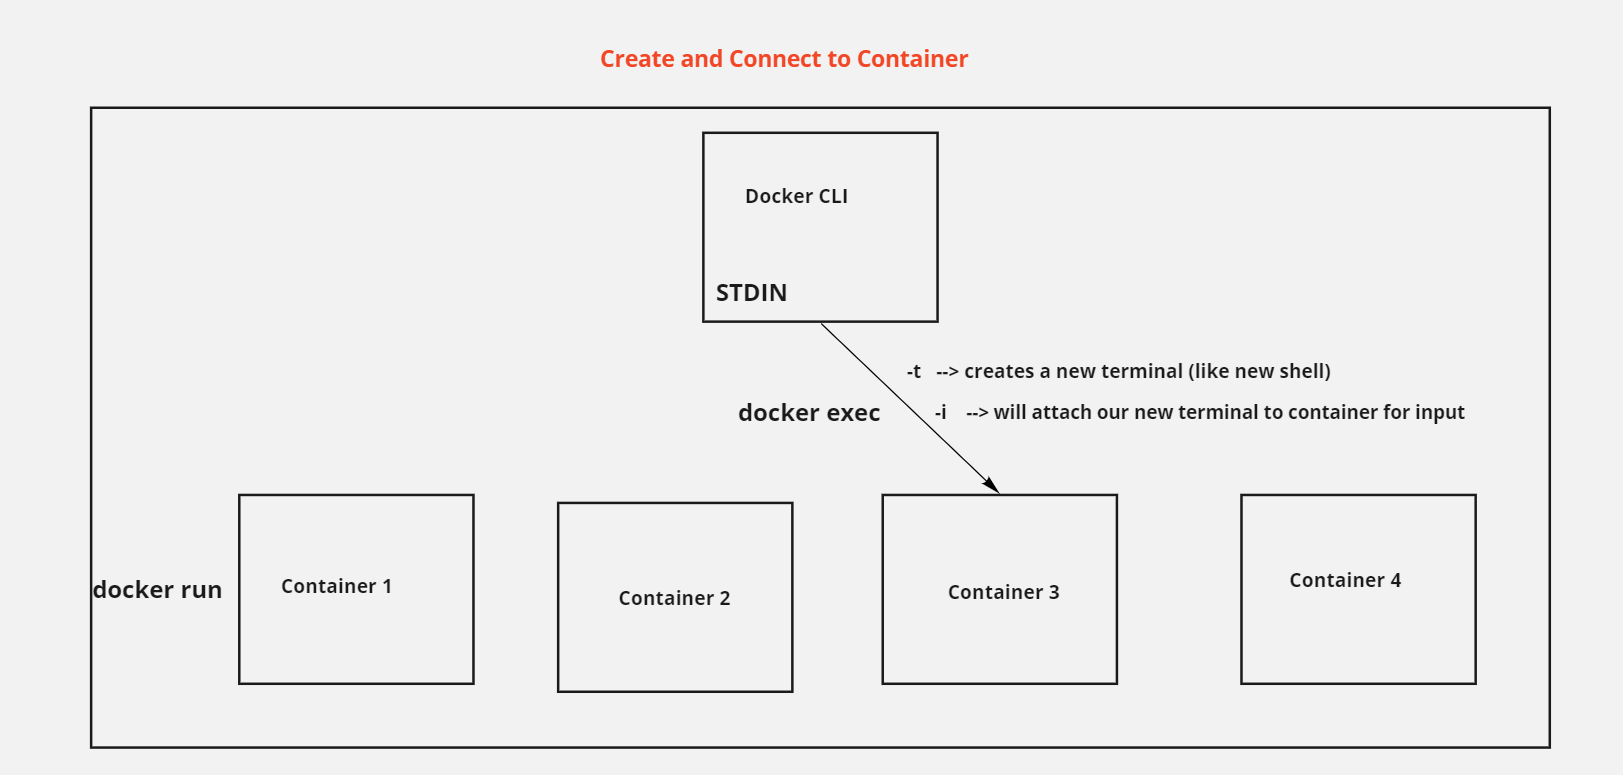 Create and Connect to Container
Docker CLI
STDIN
-t --> creates a new terminal (like new shell)
docker exec
-i --> will attach our new terminal to container for input
docker run
Container 1
Container 2
Container 3
Container 4